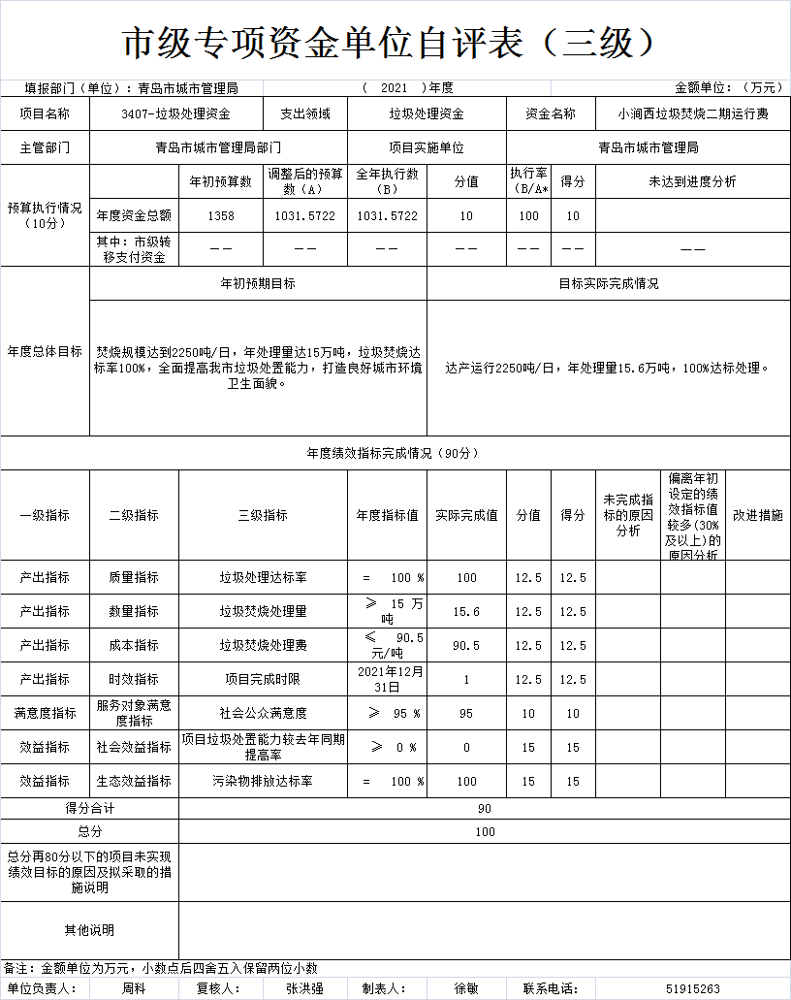 市级专项资金单位自评表（三级）
填报部门（单位）：青岛市城市管理局 （ 2021 ）年度 金额单位：（万元）
项目名称 3407-垃圾处理资金 支出领域 垃圾处理资金 资金名称 小涧西垃圾焚烧二期运行费
主管部门 青岛市城市管理局部门 项目实施单位 青岛市城市管理局
预算执行情况（10分） 年初预算数 调整后的预算数（A） 全年执行数（B） 分值 执行率（B/A* 得分 未达到进度分析
年度资金总额 1358 1031.5722 1031.5722 10 100 10
其中：市级转移支付资金 —— —— —— —— —— —— ——
年度总体目标 年初预期目标 目标实际完成情况
焚烧规模达到2250吨/日，年处理量达15万吨，垃圾焚烧达
标率100%，全面提高我市垃圾处置能力，打造良好城市环境
卫生面貌。
达产运行2250吨/日，年处理量15.6万吨，100%达标处理。
年度绩效指标完成情况（90分）
一级指标 二级指标 三级指标 年度指标值 实际完成值 分值 得分 未完成指标的原因分析 偏离年初设定的绩效指标值较多(30%及以上)的原因分析 改进措施
产出指标 质量指标 垃圾处理达标率 = 100 % 100 12.5 12.5
产出指标 数量指标 垃圾焚烧处理量 ≥ 15 万吨 15.6 12.5 12.5
产出指标 成本指标 垃圾焚烧处理费 ≤ 90.5元/吨 90.5 12.5 12.5
产出指标 时效指标 项目完成时限 2021年12月31日 1 12.5 12.5
满意度指标 服务对象满意度指标 社会公众满意度 ≥ 95 % 95 10 10
效益指标 社会效益指标 项目垃圾处置能力较去年同期提高率 ≥ 0 % 0 15 15
效益指标 生态效益指标 污染物排放达标率 = 100 % 100 15 15
得分合计 90
总分 100
总分再80分以下的项目未实现绩效目标的原因及拟采取的措施说明
其他说明
备注：金额单位为万元，小数点后四舍五入保留两位小数
单位负责人： 周科 复核人： 张洪强 制表人： 徐敏 联系电话： 51915263